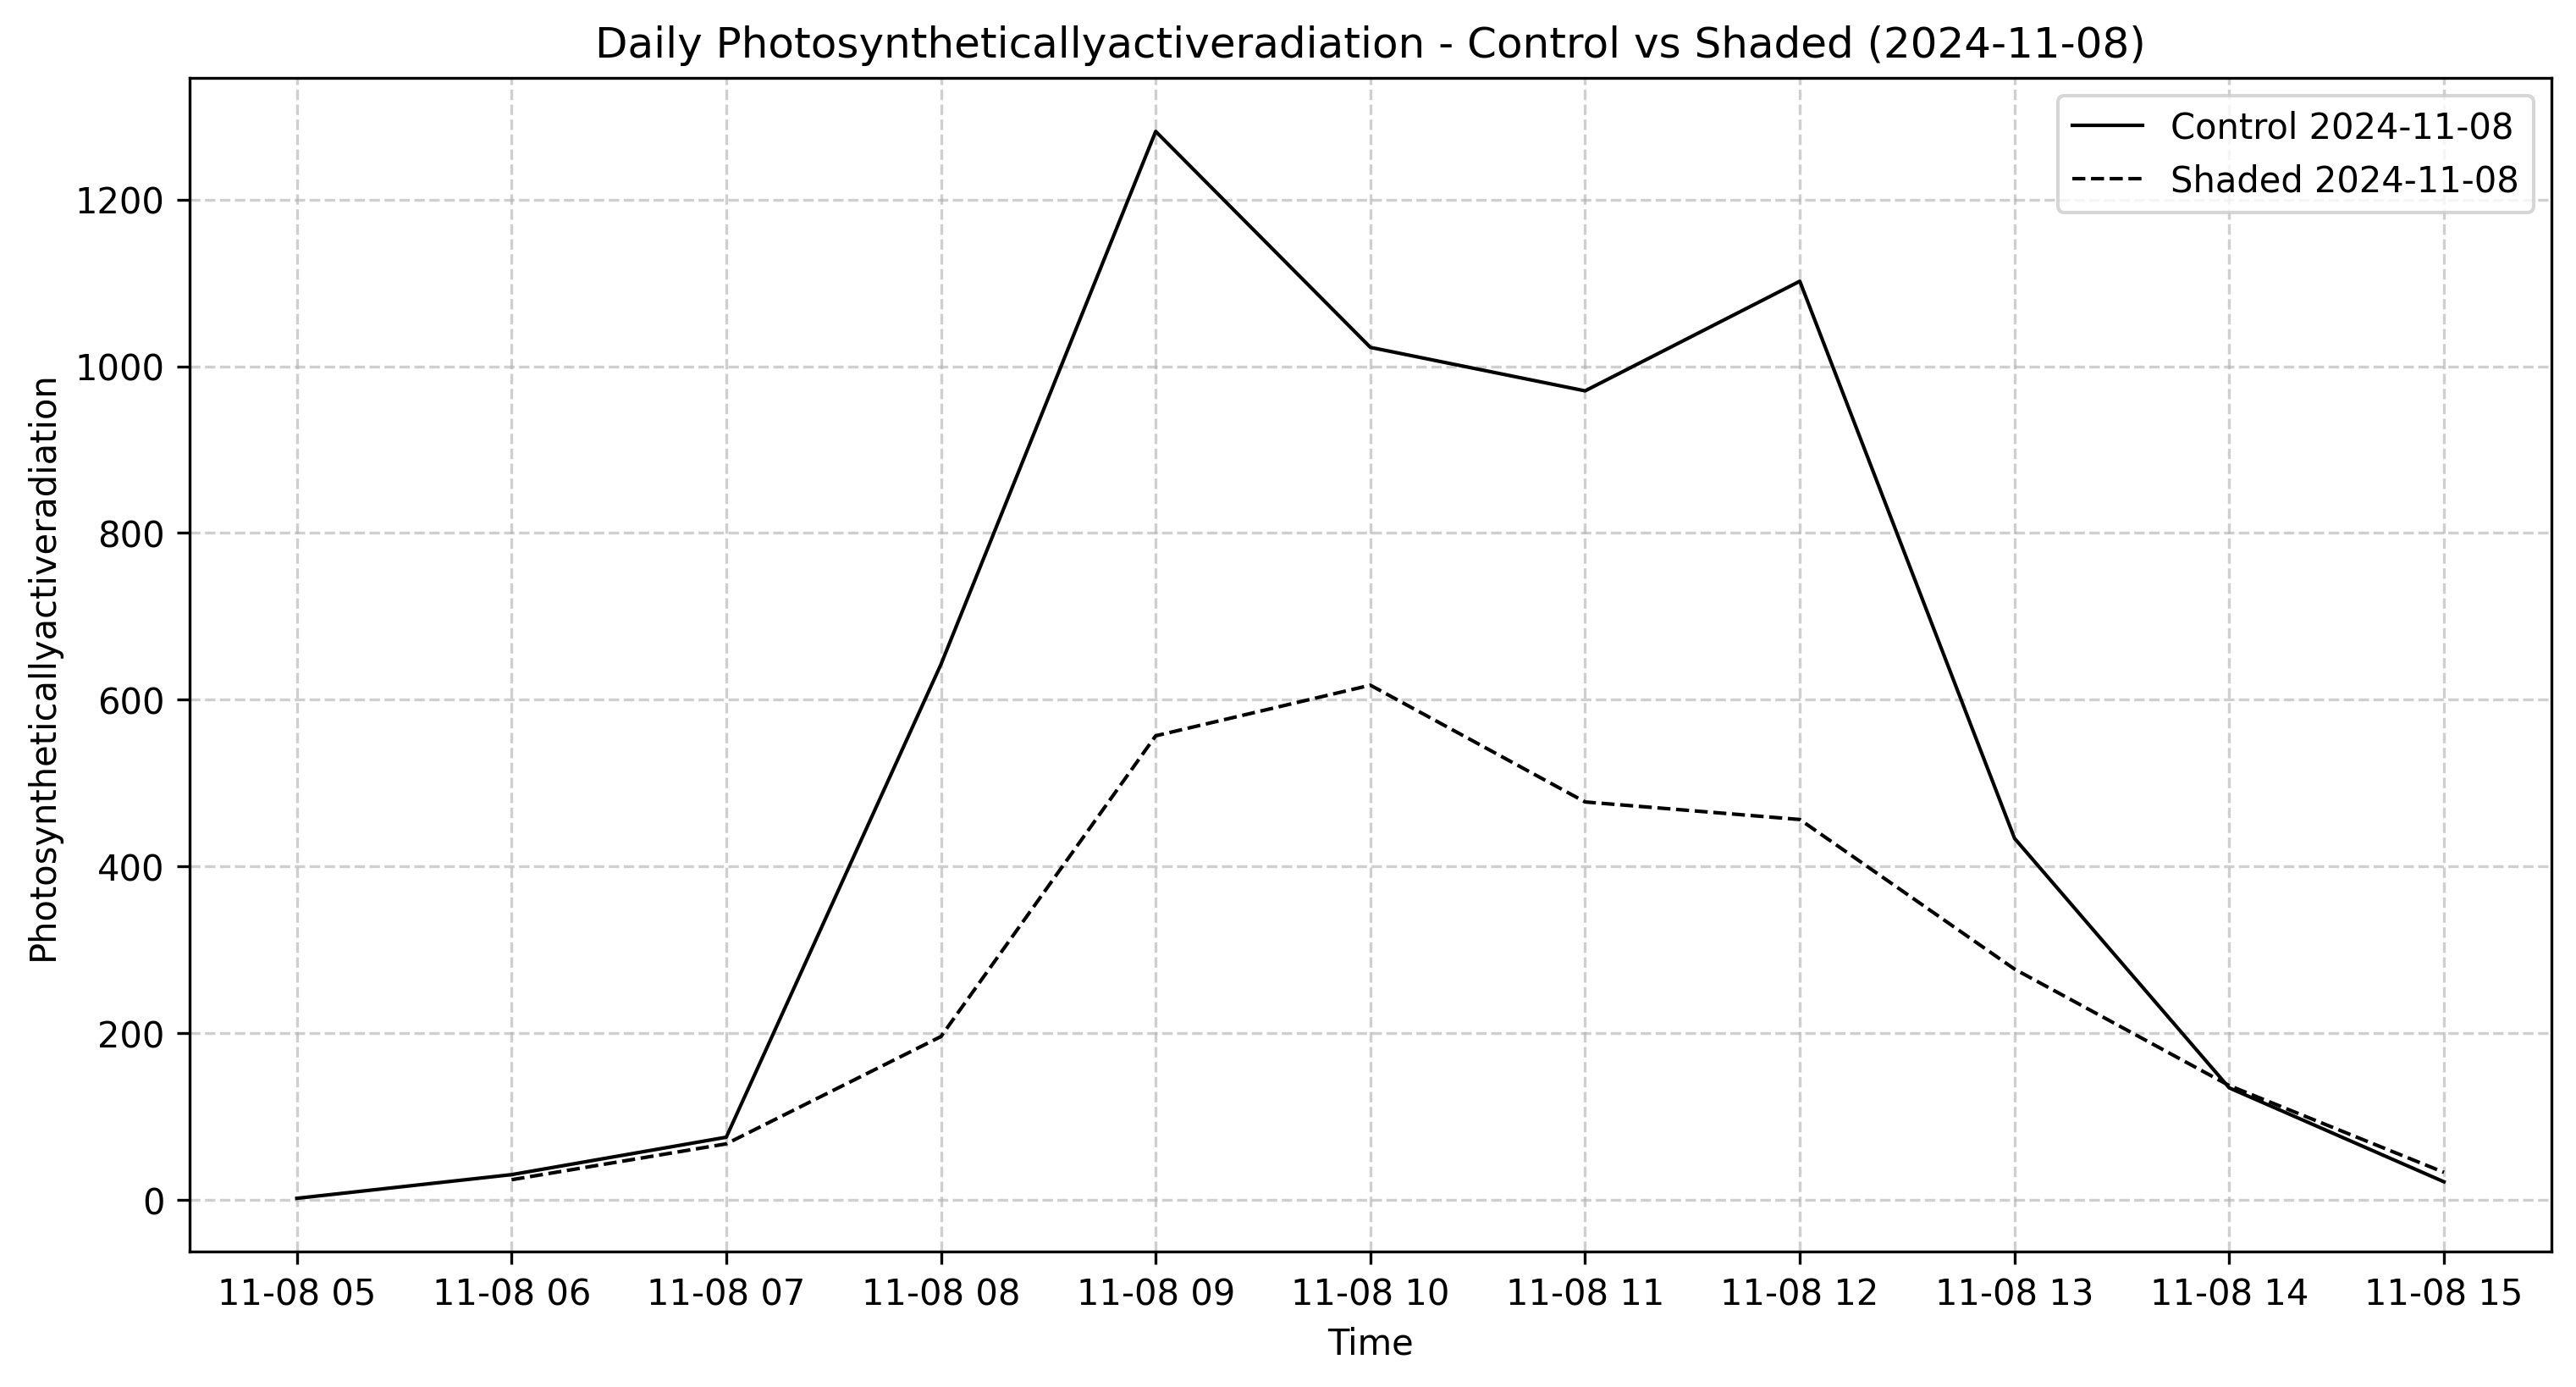 Daily Photosyntheticallyactiveradiation - Control vs Shaded (2024-11-08)
Control 2024-11-08
Shaded 2024-11-08
Photosyntheticallyactiveradiation
1200
1000
800
600
400
200
0
11-08 05 11-08 06 11-08 07 11-08 08 11-08 09 11-08 10 11-08 11 11-08 12 11-08 13 11-08 14 11-08 15
Time